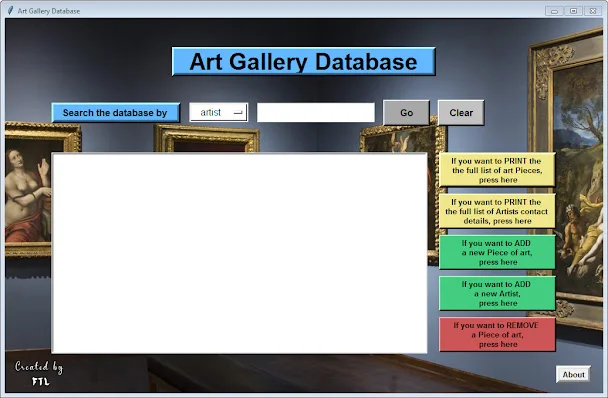 Art Gallery Database
Art Gallery Database
Search the database by
artist
Go
Clear
If you want to PRINT the
the full list of art Pieces,
press here
If you want to PRINT the
the full list of Artists contact
details, press here
If you want to ADD
a new Piece of art,
press here
If you want to ADD
a new Artist,
press here
If you want to REMOVE
a Piece of art,
press here
Created by
FTL
About